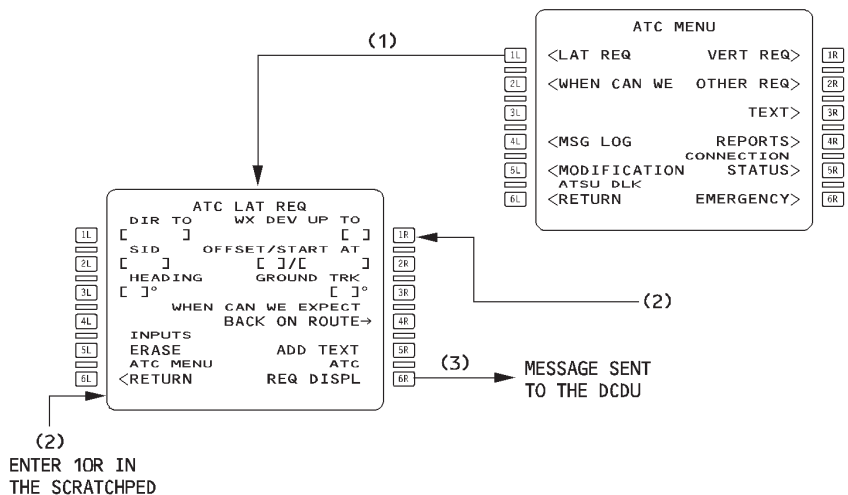 ATC MENU
(1)
1L <LAT REQ VERT REQ> 1R
2L <WHEN CAN WE OTHER REQ> 2R
3L TEXT> 3R
4L <MSG LOG REPORTS> 4R
CONNECTION
5L <MODIFICATION STATUS> 5R
ATSU DLK
6L <RETURN EMERGENCY> 6R
ATC LAT REQ
DIR TO WX DEV UP TO
1L [ ] [ ] 1R
SID OFFSET/START AT
2L [ ] [ ]/[ ] 2R
HEADING GROUND TRK
3L [ ]° [ ]° 3R
(2)
WHEN CAN WE EXPECT
4L BACK ON ROUTE→ 4R
INPUTS
5L ERASE ADD TEXT 5R
ATC MENU ATC
6L <RETURN REQ DISPL 6R
(3)
MESSAGE SENT
TO THE DCDU
(2)
ENTER 10R IN
THE SCRATCHPED